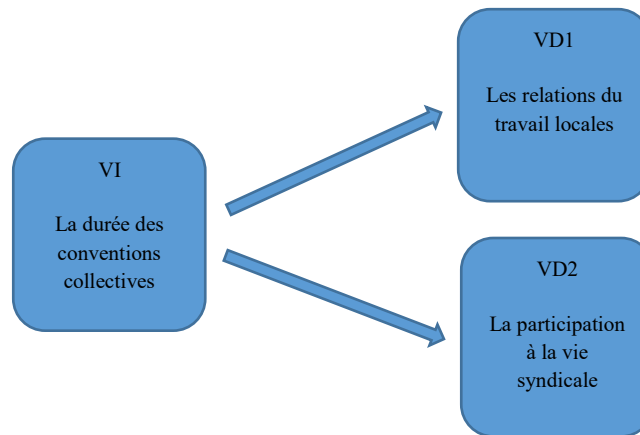 VI
La durée des
conventions
collectives
VD1
Les relations du
travail locales
VD2
La participation
à la vie
syndicale